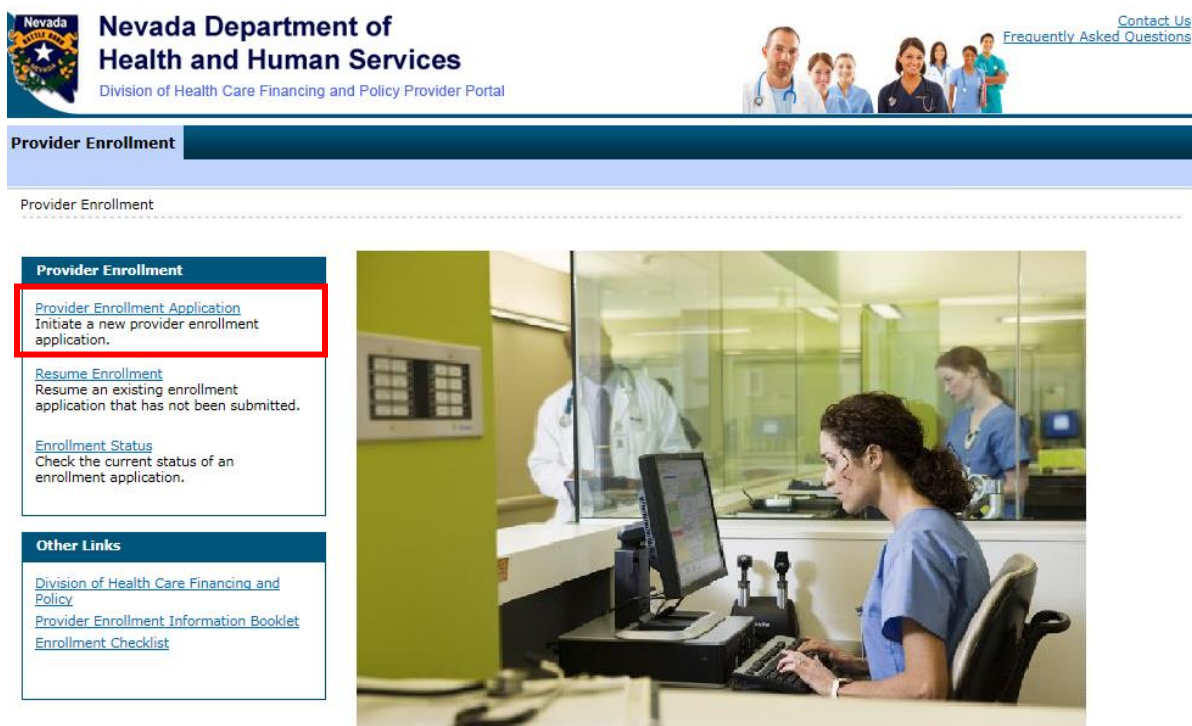 Nevada
BATTLE BORN
Nevada Department of
Health and Human Services
Division of Health Care Financing and Policy Provider Portal
Contact Us
Frequently Asked Questions
Provider Enrollment
Provider Enrollment
Provider Enrollment
Provider Enrollment Application
Initiate a new provider enrollment
application.
Resume Enrollment
Resume an existing enrollment
application that has not been submitted.
Enrollment Status
Check the current status of an
enrollment application.
Other Links
Division of Health Care Financing and
Policy
Provider Enrollment Information Booklet
Enrollment Checklist